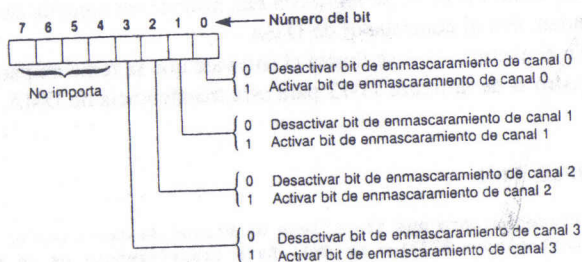 7 6 5 4 3 2 1 0 Número del bit
No importa
0 Desactivar bit de enmascaramiento de canal 0
1 Activar bit de enmascaramiento de canal 0
0 Desactivar bit de enmascaramiento de canal 1
1 Activar bit de enmascaramiento de canal 1
0 Desactivar bit de enmascaramiento de canal 2
1 Activar bit de enmascaramiento de canal 2
0 Desactivar bit de enmascaramiento de canal 3
1 Activar bit de enmascaramiento de canal 3